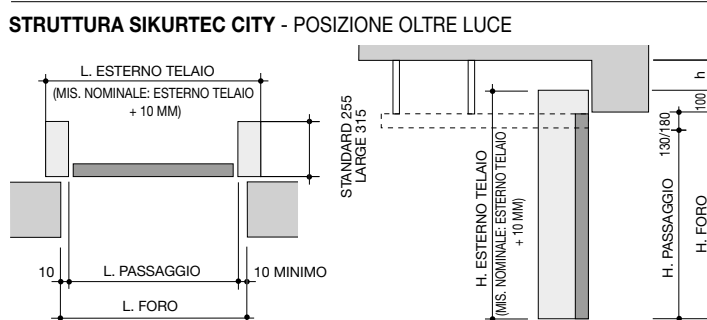 STRUTTURA SIKURTEC CITY - POSIZIONE OLTRE LUCE
L. ESTERNO TELAIO
(MIS. NOMINALE: ESTERNO TELAIO
+ 10 MM)
STANDARD 255
LARGE 315
10
L. PASSAGGIO
10 MINIMO
L. FORO
H. ESTERNO TELAIO
(MIS. NOMINALE: ESTERNO TELAIO
+ 10 MM)
h
100
130/180
H. PASSAGGIO
H. FORO